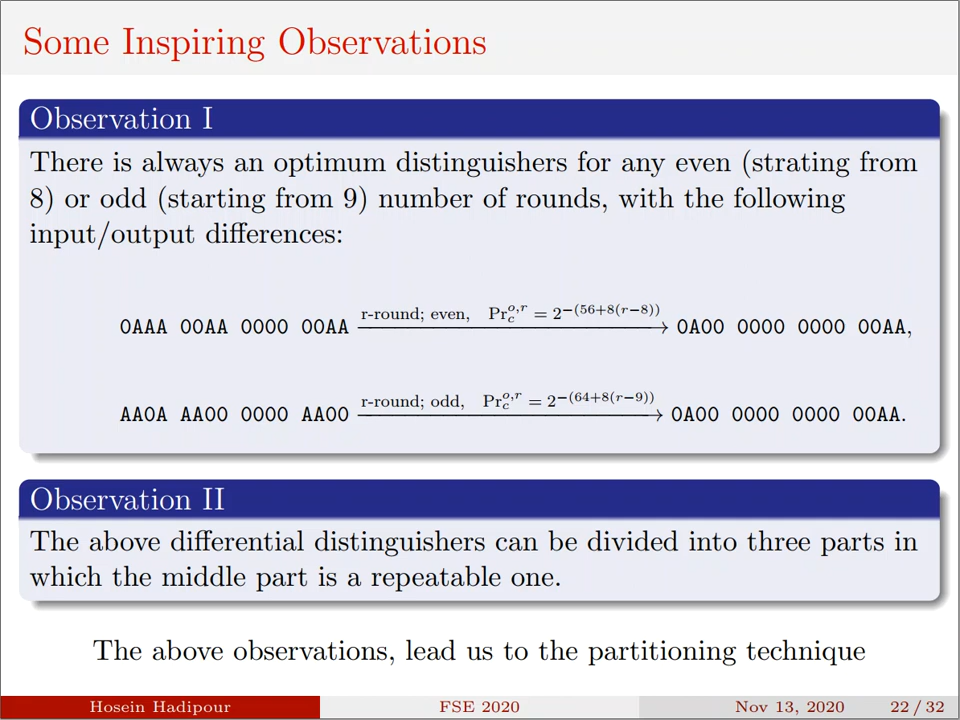 Some Inspiring Observations
Observation I
There is always an optimum distinguishers for any even (strating from
8) or odd (starting from 9) number of rounds, with the following
input/output differences:
0AAA 00AA 0000 00AA r-round; even, Pr_c^{o,r} = 2^{−(56+8(r−8))} → 0A00 0000 0000 00AA,
AA0A AA00 0000 AA00 r-round; odd, Pr_c^{o,r} = 2^{−(64+8(r−9))} → 0A00 0000 0000 00AA.
Observation II
The above differential distinguishers can be divided into three parts in
which the middle part is a repeatable one.
The above observations, lead us to the partitioning technique
Hosein Hadipour FSE 2020 Nov 13, 2020 22 / 32